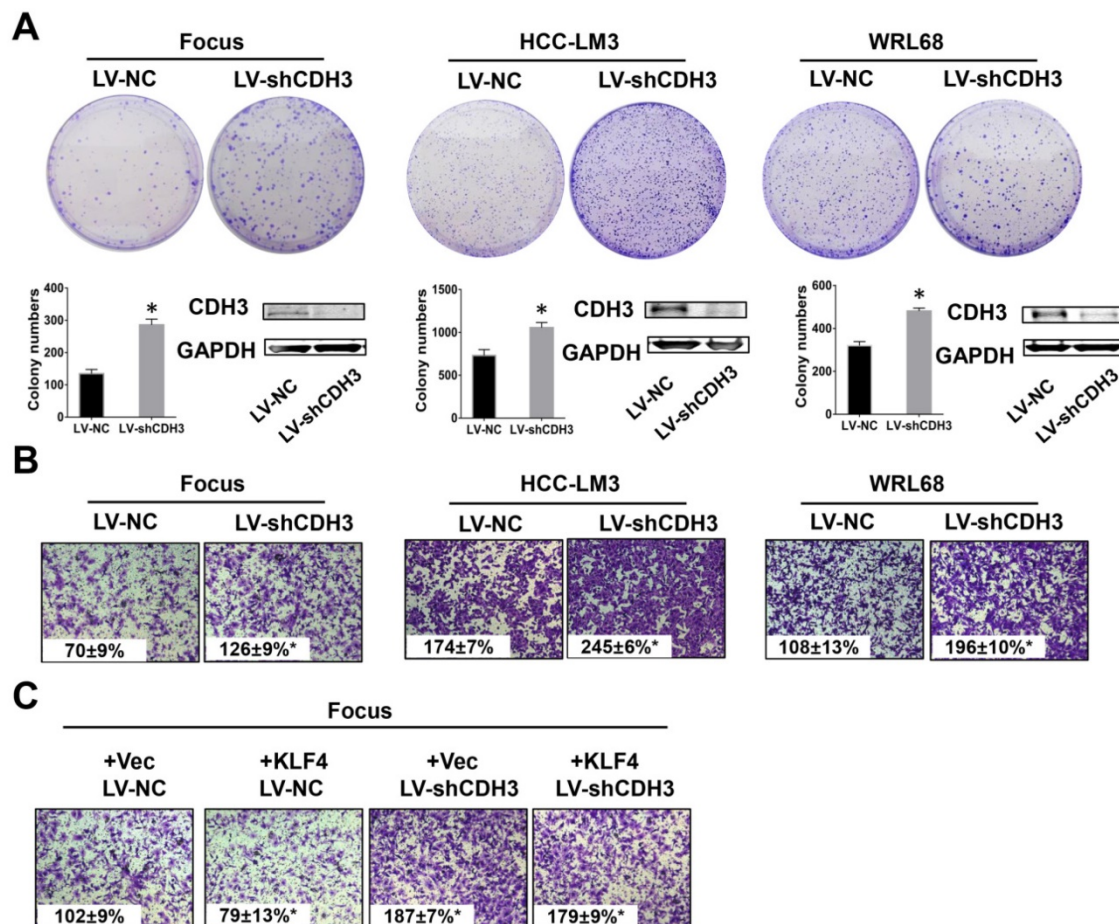 A
Focus
HCC-LM3
WRL68
LV-NC LV-shCDH3
LV-NC LV-shCDH3
LV-NC LV-shCDH3
Colony numbers
400
300
200
100
0
*
LV-NC LV-shCDH3
CDH3
GAPDH
LV-NC
LV-shCDH3
Colony numbers
1500
1000
500
0
*
LV-NC LV-shCDH3
CDH3
GAPDH
LV-NC
LV-shCDH3
Colony numbers
600
400
200
0
*
LV-NC LV-shCDH3
CDH3
GAPDH
LV-NC
LV-shCDH3
B
Focus
HCC-LM3
WRL68
LV-NC LV-shCDH3
LV-NC LV-shCDH3
LV-NC LV-shCDH3
70±9%
126±9%*
174±7%
245±6%*
108±13%
196±10%*
C
Focus
+Vec +KLF4 +Vec +KLF4
LV-NC LV-NC LV-shCDH3 LV-shCDH3
102±9%
79±13%*
187±7%*
179±9%*